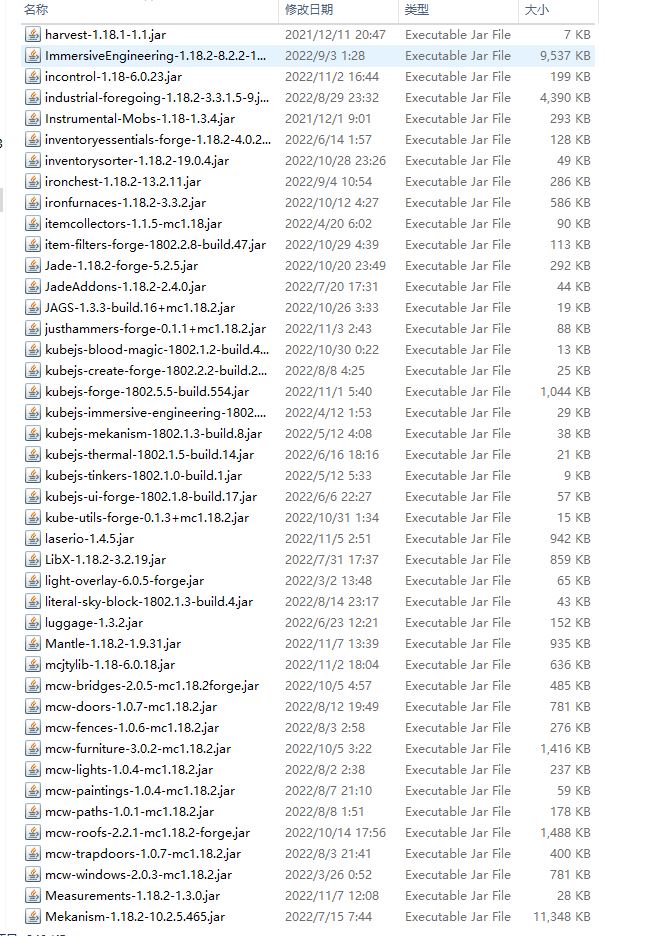 名称 修改日期 类型 大小
harvest-1.18.1-1.1.jar 2021/12/11 20:47 Executable Jar File 7 KB
ImmersiveEngineering-1.18.2-8.2.2-1... 2022/9/3 1:28 Executable Jar File 9,537 KB
incontrol-1.18-6.0.23.jar 2022/11/2 16:44 Executable Jar File 199 KB
industrial-foregoing-1.18.2-3.3.1.5-9.j... 2022/8/29 23:32 Executable Jar File 4,390 KB
Instrumental-Mobs-1.18-1.3.4.jar 2021/12/1 9:01 Executable Jar File 293 KB
inventoryessentials-forge-1.18.2-4.0.2... 2022/6/14 1:57 Executable Jar File 128 KB
inventorysorter-1.18.2-19.0.4.jar 2022/10/28 23:26 Executable Jar File 49 KB
ironchest-1.18.2-13.2.11.jar 2022/9/4 10:54 Executable Jar File 286 KB
ironfurnaces-1.18.2-3.3.2.jar 2022/10/12 4:27 Executable Jar File 586 KB
itemcollectors-1.1.5-mc1.18.jar 2022/4/20 6:02 Executable Jar File 90 KB
item-filters-forge-1802.2.8-build.47.jar 2022/10/29 4:39 Executable Jar File 113 KB
Jade-1.18.2-forge-5.2.5.jar 2022/10/20 23:49 Executable Jar File 292 KB
JadeAddons-1.18.2-2.4.0.jar 2022/7/20 17:31 Executable Jar File 44 KB
JAGS-1.3.3-build.16+mc1.18.2.jar 2022/10/26 3:33 Executable Jar File 19 KB
justhammers-forge-0.1.1+mc1.18.2.jar 2022/11/3 2:43 Executable Jar File 88 KB
kubejs-blood-magic-1802.1.2-build.4... 2022/10/30 0:22 Executable Jar File 13 KB
kubejs-create-forge-1802.2.2-build.2... 2022/8/8 4:25 Executable Jar File 25 KB
kubejs-forge-1802.5.5-build.554.jar 2022/11/1 5:40 Executable Jar File 1,044 KB
kubejs-immersive-engineering-1802.... 2022/4/12 1:53 Executable Jar File 29 KB
kubejs-mekanism-1802.1.3-build.8.jar 2022/5/12 4:08 Executable Jar File 38 KB
kubejs-thermal-1802.1.5-build.14.jar 2022/6/16 18:16 Executable Jar File 21 KB
kubejs-tinkers-1802.1.0-build.1.jar 2022/5/12 5:33 Executable Jar File 9 KB
kubejs-ui-forge-1802.1.8-build.17.jar 2022/6/6 22:27 Executable Jar File 57 KB
kube-utils-forge-0.1.3+mc1.18.2.jar 2022/10/31 1:34 Executable Jar File 15 KB
laserio-1.4.5.jar 2022/11/5 2:51 Executable Jar File 942 KB
LibX-1.18.2-3.2.19.jar 2022/7/31 17:37 Executable Jar File 859 KB
light-overlay-6.0.5-forge.jar 2022/3/2 13:48 Executable Jar File 65 KB
literal-sky-block-1802.1.3-build.4.jar 2022/8/14 23:17 Executable Jar File 43 KB
luggage-1.3.2.jar 2022/6/23 12:21 Executable Jar File 152 KB
Mantle-1.18.2-1.9.31.jar 2022/11/7 13:39 Executable Jar File 935 KB
mcjtylib-1.18-6.0.18.jar 2022/11/2 18:04 Executable Jar File 636 KB
mcw-bridges-2.0.5-mc1.18.2forge.jar 2022/10/5 4:57 Executable Jar File 485 KB
mcw-doors-1.0.7-mc1.18.2.jar 2022/8/12 19:49 Executable Jar File 781 KB
mcw-fences-1.0.6-mc1.18.2.jar 2022/8/3 2:58 Executable Jar File 276 KB
mcw-furniture-3.0.2-mc1.18.2.jar 2022/10/5 3:22 Executable Jar File 1,416 KB
mcw-lights-1.0.4-mc1.18.2.jar 2022/8/2 2:38 Executable Jar File 237 KB
mcw-paintings-1.0.4-mc1.18.2.jar 2022/8/7 21:10 Executable Jar File 59 KB
mcw-paths-1.0.1-mc1.18.2.jar 2022/8/8 1:51 Executable Jar File 178 KB
mcw-roofs-2.2.1-mc1.18.2-forge.jar 2022/10/14 17:56 Executable Jar File 1,488 KB
mcw-trapdoors-1.0.7-mc1.18.2.jar 2022/8/3 21:41 Executable Jar File 400 KB
mcw-windows-2.0.3-mc1.18.2.jar 2022/3/26 0:52 Executable Jar File 781 KB
Measurements-1.18.2-1.3.0.jar 2022/11/7 12:08 Executable Jar File 28 KB
Mekanism-1.18.2-10.2.5.465.jar 2022/7/15 7:44 Executable Jar File 11,348 KB